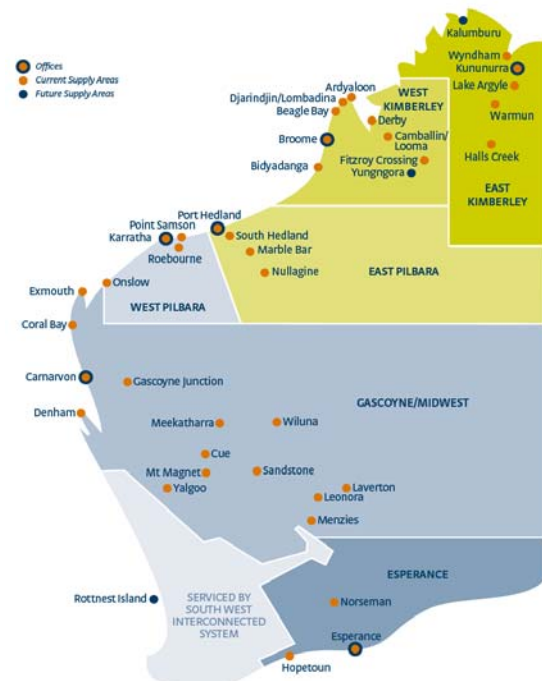 Offices
Current Supply Areas
Future Supply Areas
Kalumburu
Wyndham
Kununurra
Lake Argyle
Warmun
Halls Creek
EAST
KIMBERLEY
WEST
KIMBERLEY
Ardyaloon
Djarindjin/Lombadina
Beagle Bay
Derby
Broome
Camballin/
Looma
Fitzroy Crossing
Yungngora
Bidyadanga
Port Hedland
Point Samson
Karratha
South Hedland
Roebourne
Marble Bar
Nullagine
EAST PILBARA
Onslow
Exmouth
WEST PILBARA
Coral Bay
Carnarvon
Gascoyne Junction
GASCOYNE/MIDWEST
Denham
Meekatharra
Wiluna
Cue
Mt Magnet
Sandstone
Yalgoo
Laverton
Leonora
Menzies
ESPERANCE
Rottnest Island
SERVICED BY
SOUTH WEST
INTERCONNECTED
SYSTEM
Norseman
Esperance
Hopetoun